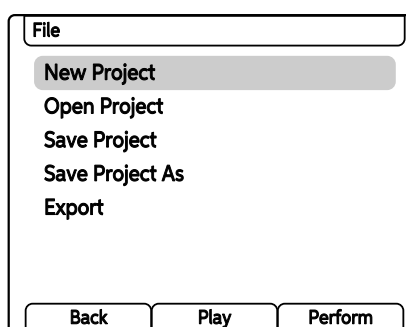 File
New Project
Open Project
Save Project
Save Project As
Export
Back Play Perform